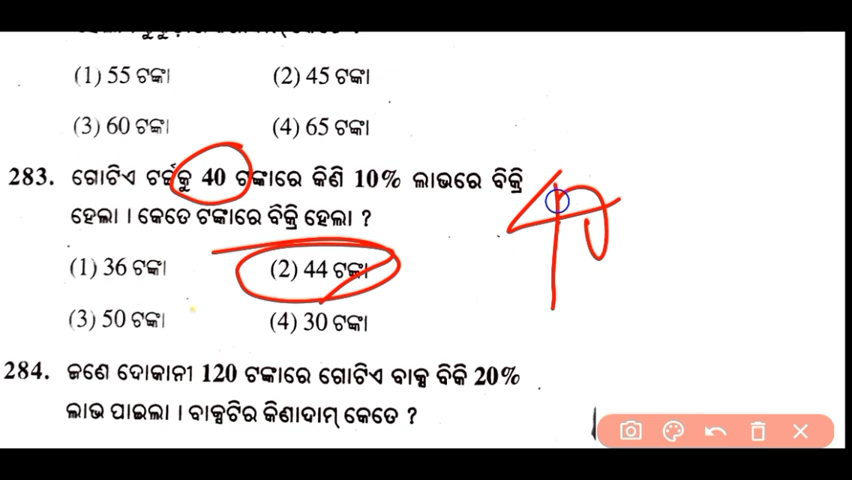 (1) 55 ଟଙ୍କା (2) 45 ଟଙ୍କା
(3) 60 ଟଙ୍କା (4) 65 ଟଙ୍କା
283. ଗୋଟିଏ ଟର୍ଚ୍ଚକୁ 40 ଟଙ୍କାରେ କିଣି 10% ଲାଭରେ ବିକ୍ରି
ହେଲା । କେତେ ଟଙ୍କାରେ ବିକ୍ରି ହେଲା ?
(1) 36 ଟଙ୍କା (2) 44 ଟଙ୍କା
(3) 50 ଟଙ୍କା (4) 30 ଟଙ୍କା
284. ଜଣେ ଦୋକାନୀ 120 ଟଙ୍କାରେ ଗୋଟିଏ ବାକ୍ସ ବିକି 20%
ଲାଭ ପାଇଲା । ବାକ୍ସଟିର କିଣାଦାମ୍ କେତେ ?